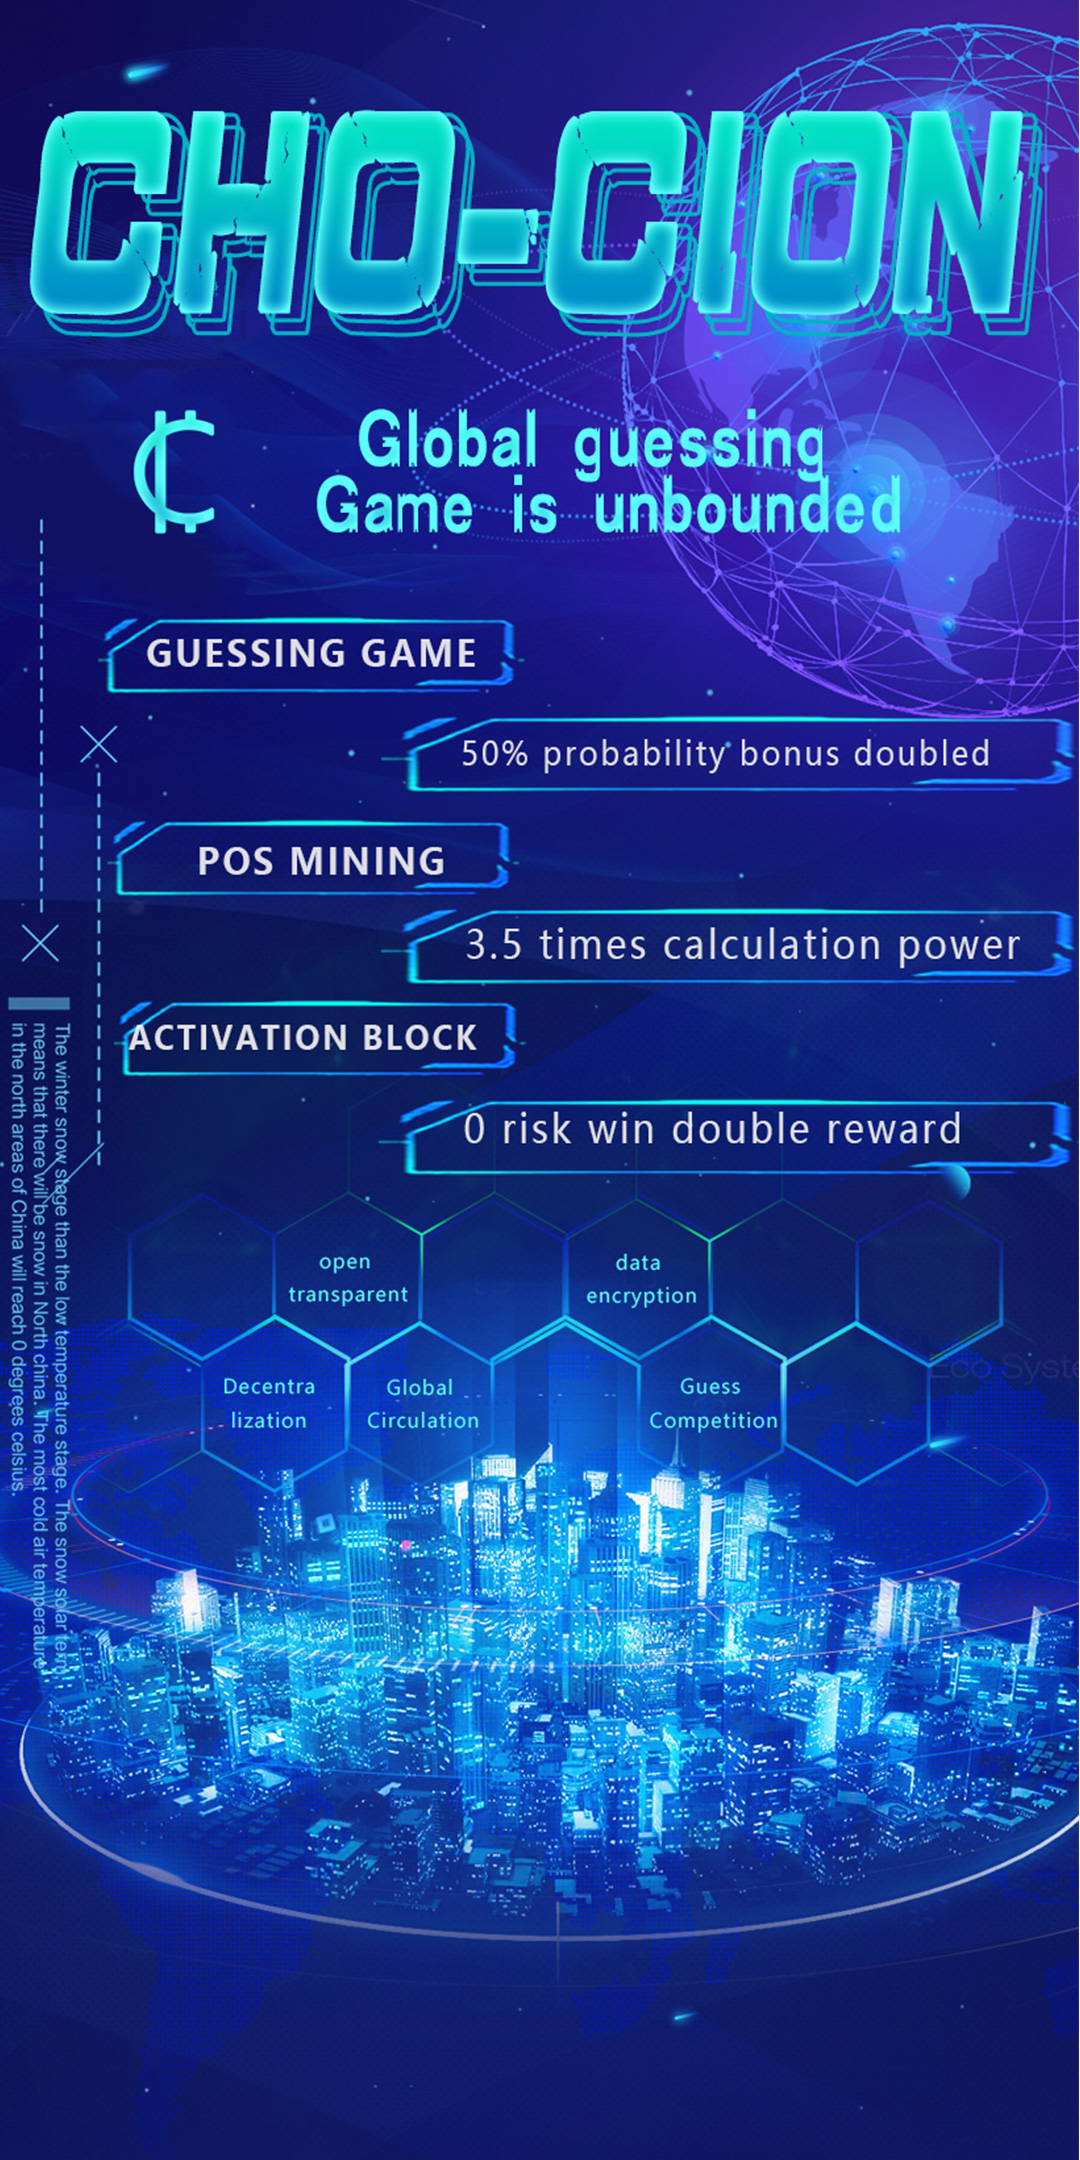 CHO-CION
₵
Global guessing
Game is unbounded
GUESSING GAME
50% probability bonus doubled
POS MINING
3.5 times calculation power
ACTIVATION BLOCK
0 risk win double reward
open
transparent
data
encryption
Decentra
lization
Global
Circulation
Guess
Competition
Eco Syste
The winter snow stage than the low temperature stage. The snow solar term
means that there will be snow in North china. The most cold air temperature
in the north areas of China will reach 0 degrees celsius